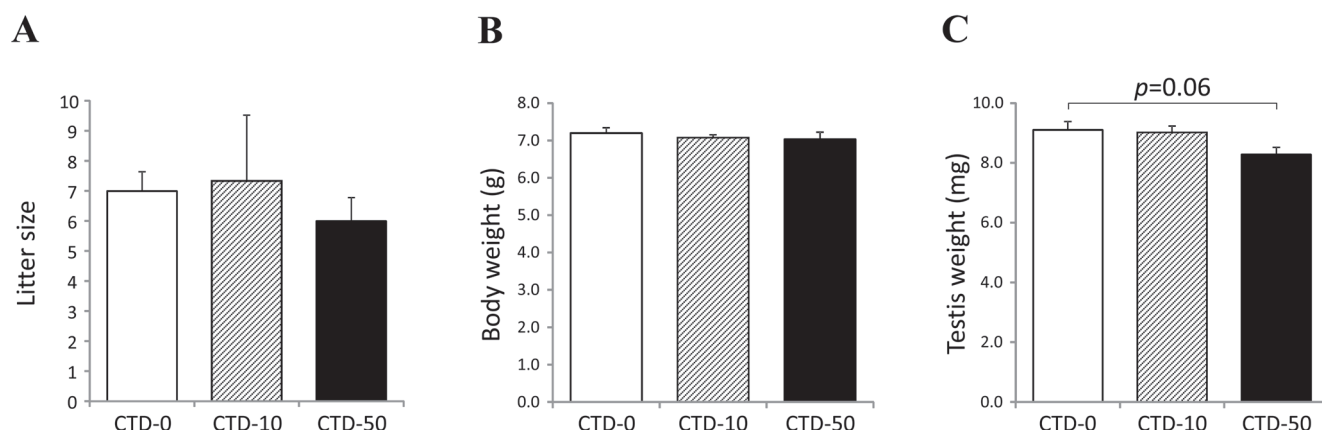 A
B
C
Litter size
10
9
8
7
6
5
4
3
2
1
0
CTD-0 CTD-10 CTD-50
Body weight (g)
8.0
7.0
6.0
5.0
4.0
3.0
2.0
1.0
0.0
CTD-0 CTD-10 CTD-50
p=0.06
Testis weight (mg)
10.0
8.0
6.0
4.0
2.0
0.0
CTD-0 CTD-10 CTD-50